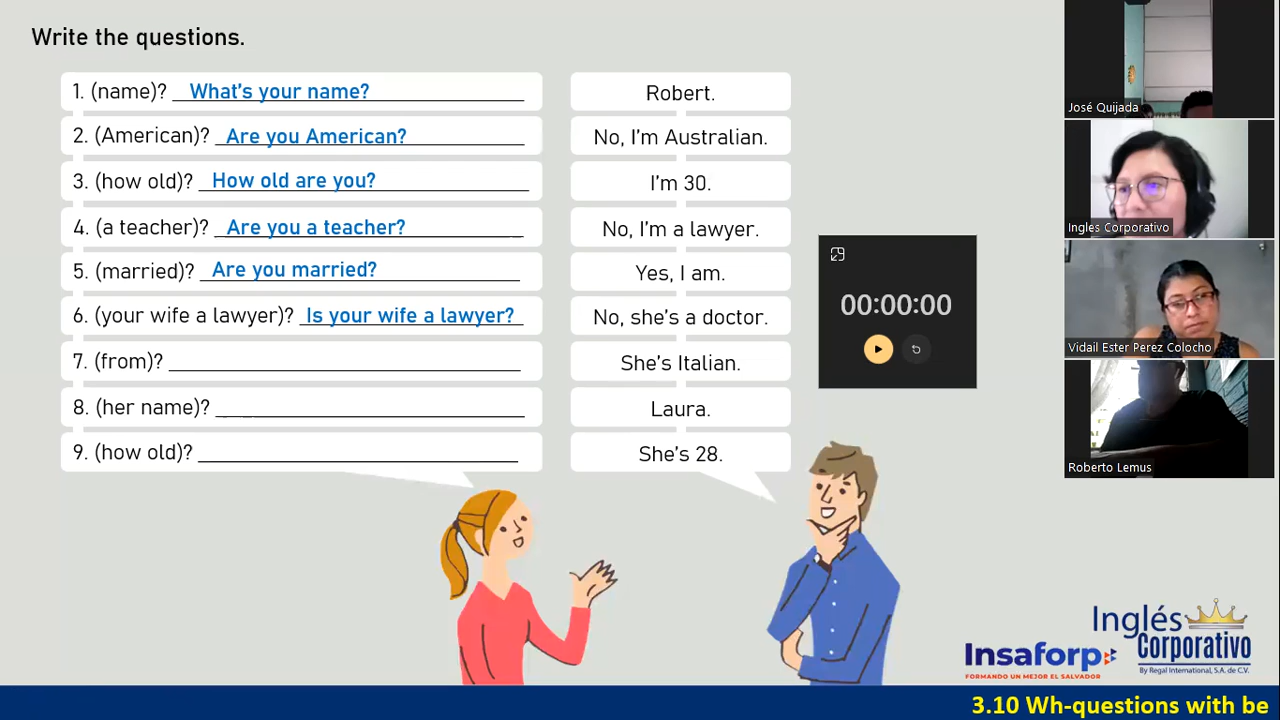 Write the questions.
1. (name)? What's your name?
Robert.
2. (American)? Are you American?
No, I'm Australian.
3. (how old)? How old are you?
I'm 30.
4. (a teacher)? Are you a teacher?
No, I'm a lawyer.
5. (married)? Are you married?
Yes, I am.
6. (your wife a lawyer)? Is your wife a lawyer?
No, she's a doctor.
7. (from)?
She's Italian.
8. (her name)?
Laura.
9. (how old)?
She's 28.
00:00:00
José Quijada
Ingles Corporativo
Vidail Ester Perez Colocho
Roberto Lemus
Insaforp
FORMANDO UN MEJOR EL SALVADOR
Inglés
Corporativo
By Regal International, S.A. de C.V.
3.10 Wh-questions with be